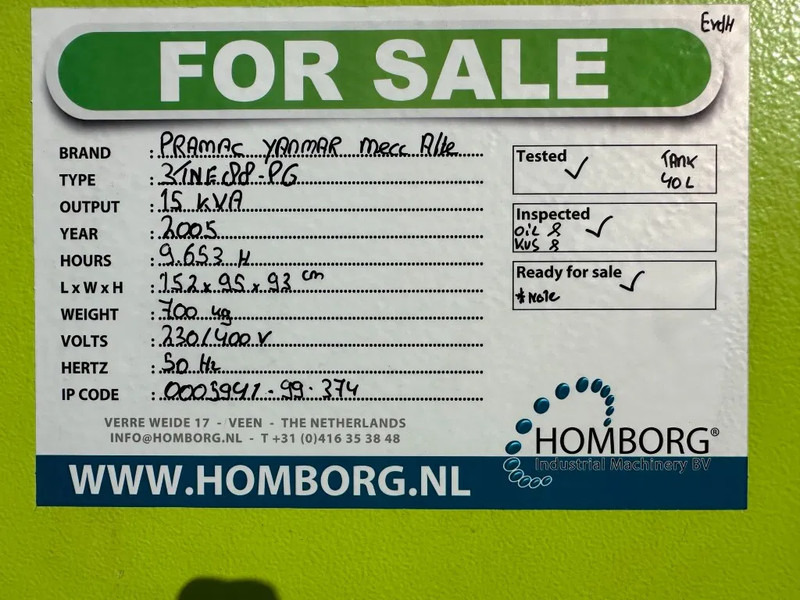 EvdH
FOR SALE
BRAND : PRAMAC YANMAR Mecc Alte
TYPE : 3TNE88-PG
OUTPUT : 15 KVA
YEAR : 2005
HOURS : 9.653 H
L x W x H : 152 x 95 x 93 cm
WEIGHT : 700 kg
VOLTS : 230/400 V
HERTZ : 50 Hz
IP CODE : 0003941-99-374
Tested ✓ TANK
40 L
Inspected ✓
OIL &
Ready for sale ✓
*Note
VERRE WEIDE 17 - VEEN - THE NETHERLANDS
INFO@HOMBORG.NL - T +31 (0)416 35 38 48
HOMBORG®
Industrial Machinery BV
WWW.HOMBORG.NL